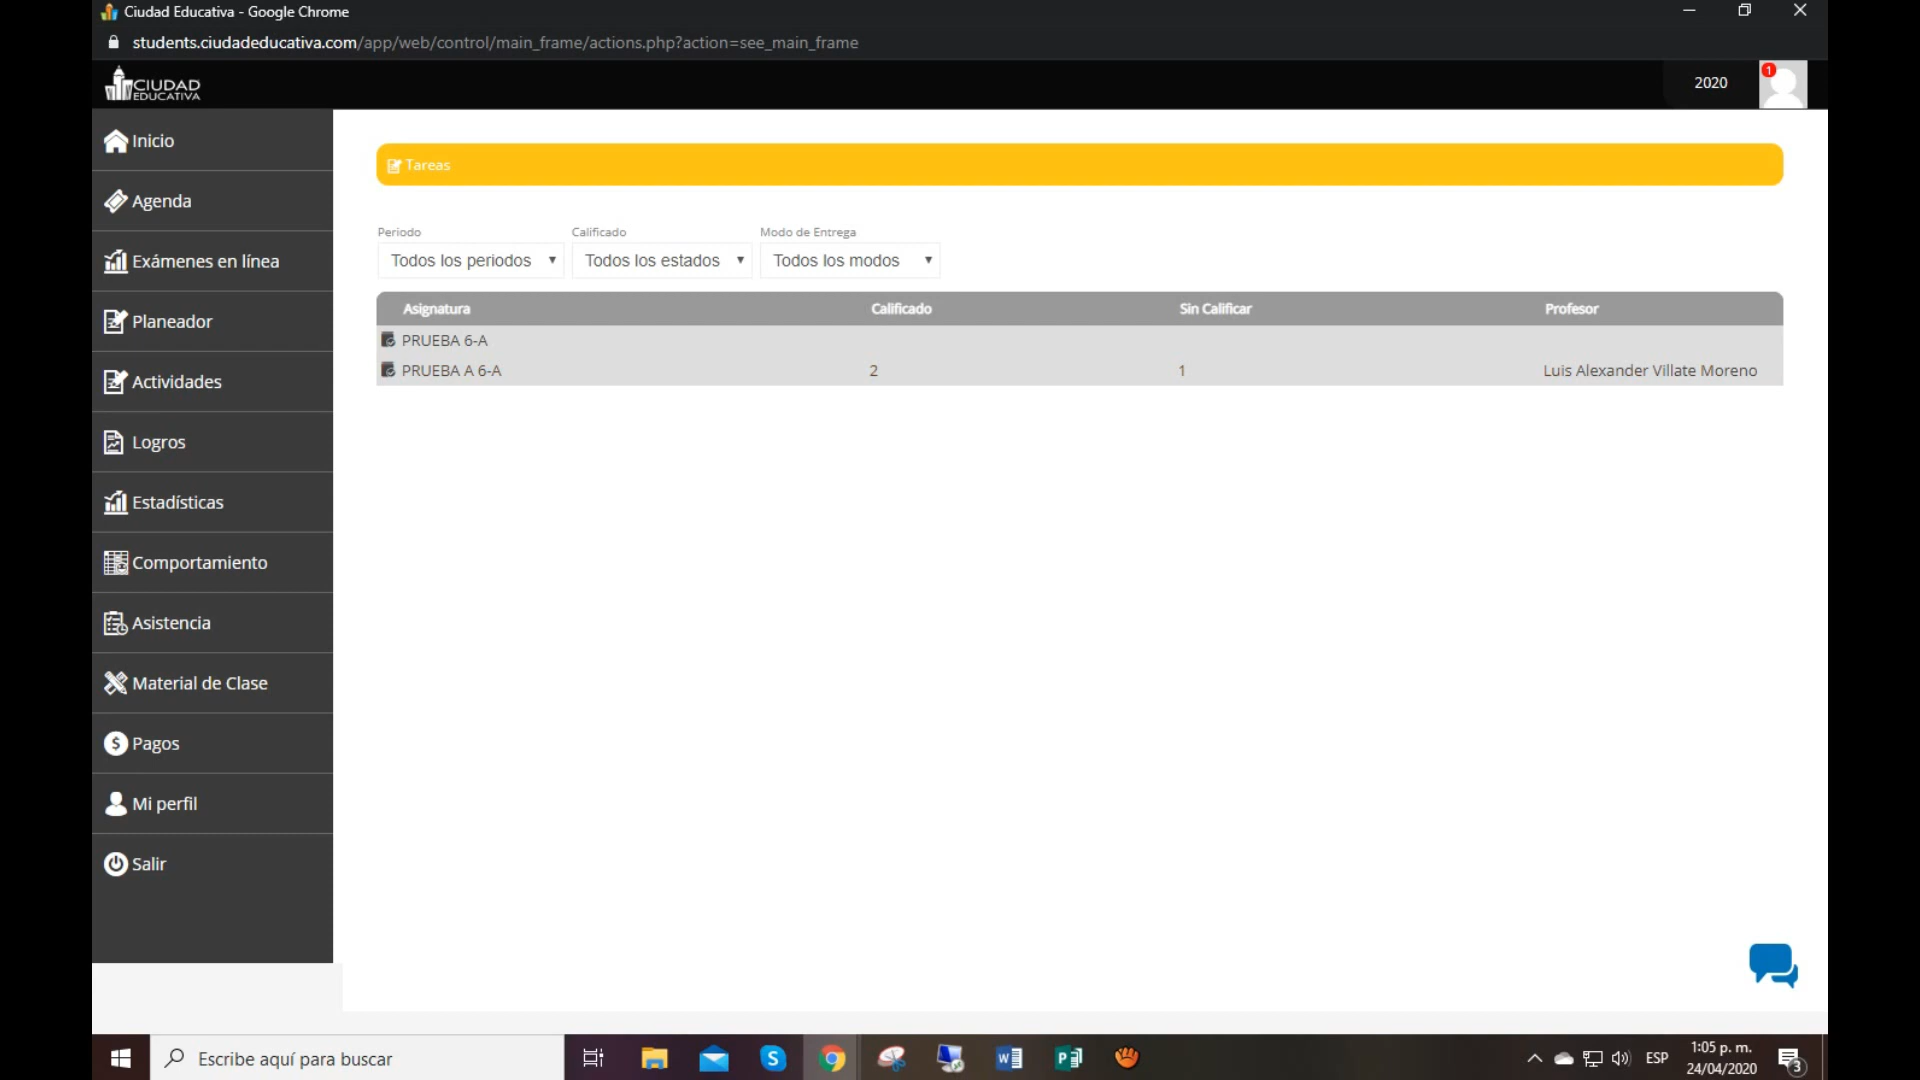 Ciudad Educativa - Google Chrome
students.ciudadeducativa.com/app/web/control/main_frame/actions.php?action=see_main_frame
CIUDAD
EDUCATIVA
2020
1
Inicio
Agenda
Exámenes en línea
Planeador
Actividades
Logros
Estadísticas
Comportamiento
Asistencia
Material de Clase
Pagos
Mi perfil
Salir
Tareas
Periodo Calificado Modo de Entrega
Todos los periodos Todos los estados Todos los modos
Asignatura Calificado Sin Calificar Profesor
PRUEBA 6-A
PRUEBA A 6-A 2 1 Luis Alexander Villate Moreno
Escribe aquí para buscar
ESP
1:05 p. m.
24/04/2020
3